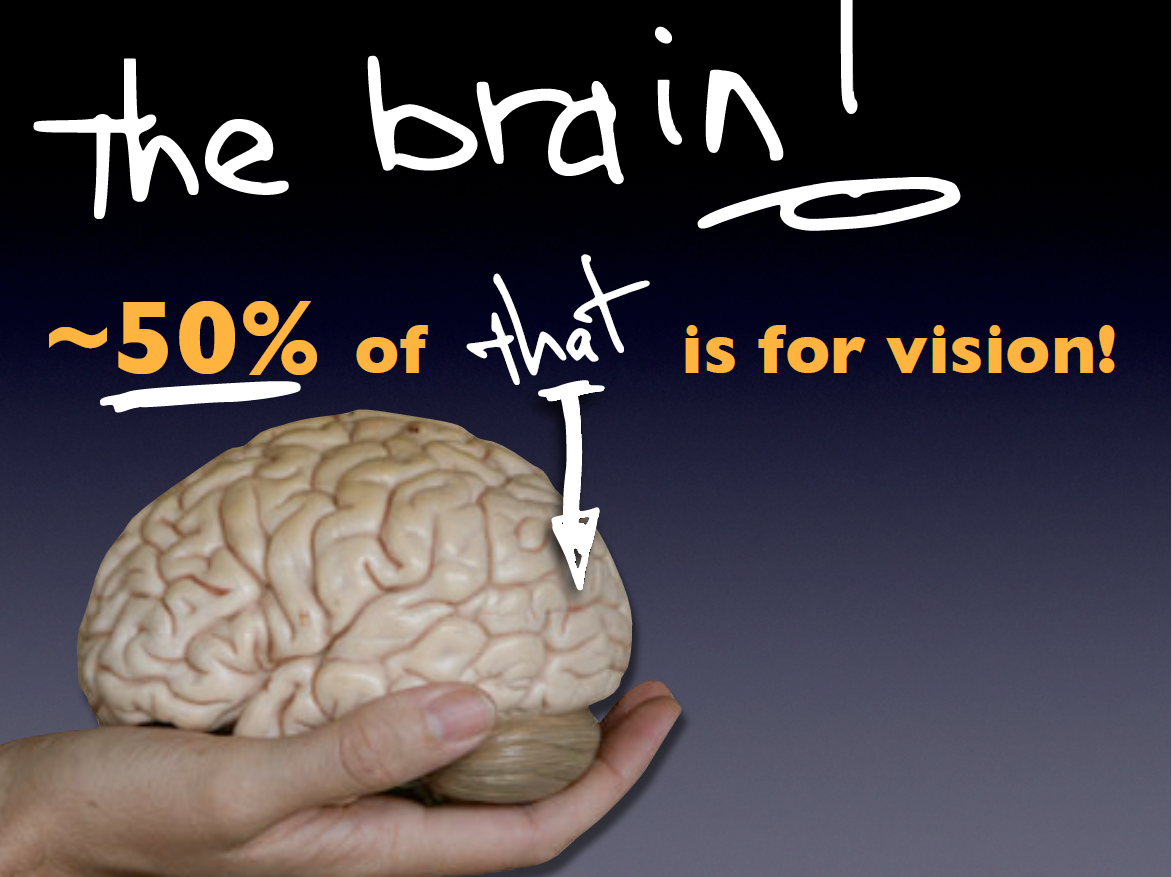 the brain!
~50% of that is for vision!